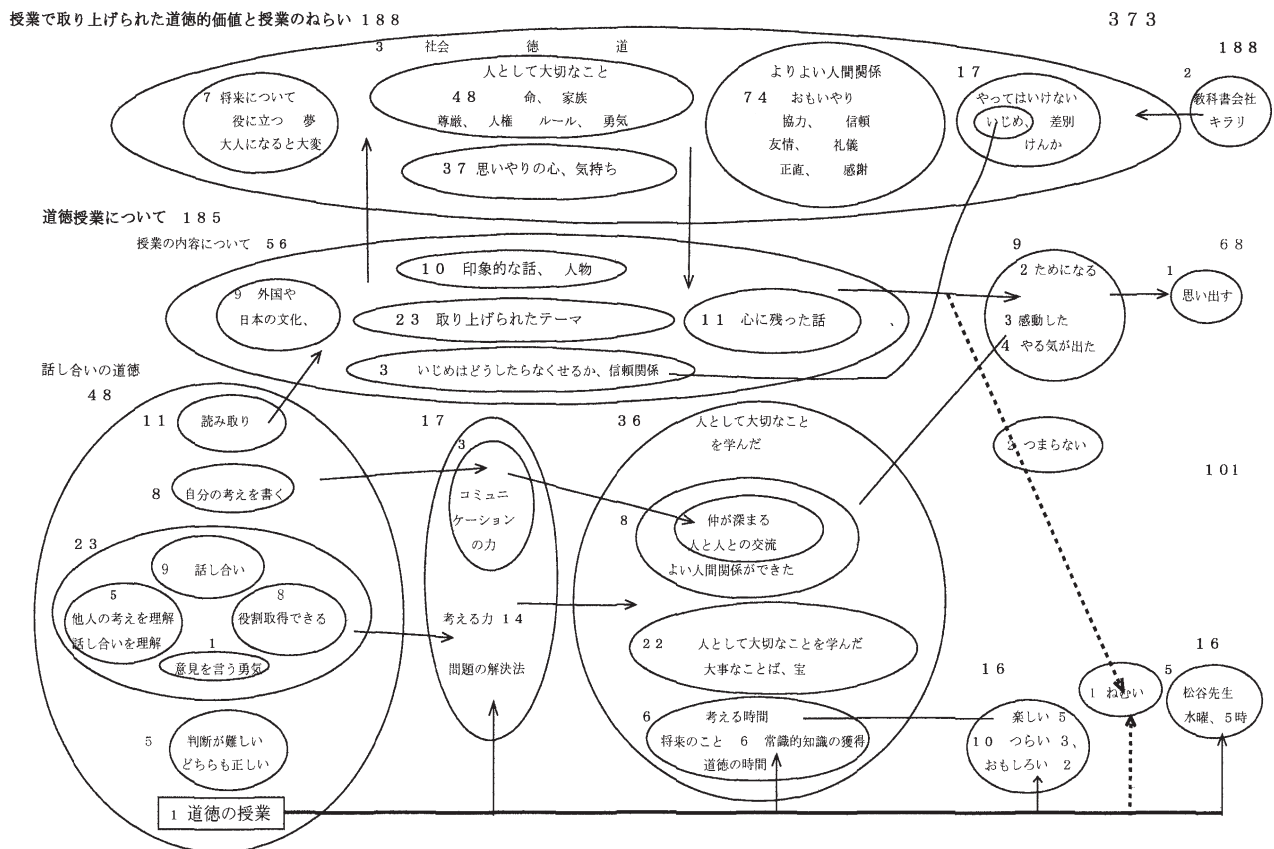 授業で取り上げられた道徳的価値と授業のねらい 188
373
188
3 社会 徳 道
人として大切なこと
48 命、 家族
尊厳、 人権 ルール、 勇気
7 将来について
役に立つ 夢
大人になると大変
37 思いやりの心、気持ち
よりよい人間関係
74 おもいやり
協力、 信頼
友情、 礼儀
正直、 感謝
17
やってはいけない
いじめ、 差別
けんか
2
教科書会社
キラリ
道徳授業について 185
授業の内容について 56
10 印象的な話、 人物
9 外国や
日本の文化、
23 取り上げられたテーマ
11 心に残った話
、
3 いじめはどうしたらなくせるか、信頼関係
9
2 ためになる
3 感動した
4 やる気が出た
68
1
思い出す
話し合いの道徳
48
11 読み取り
8 自分の考えを書く
23
9 話し合い
5
他人の考えを理解
話し合いを理解
8
役割取得できる
1
意見を言う勇気
5 判断が難しい
どちらも正しい
1 道徳の授業
17
3
コミュニ
ケーション
の力
考える力 14
問題の解決法
36 人として大切なこと
を学んだ
8 仲が深まる
人と人との交流
よい人間関係ができた
22 人として大切なことを学んだ
大事なことば、宝
6 考える時間
将来のこと 6 常識的知識の獲得
道徳の時間
2 つまらない
101
16
楽しい 5
10 つらい 3、
おもしろい 2
1 ねむい
16
5 松谷先生
水曜、5時